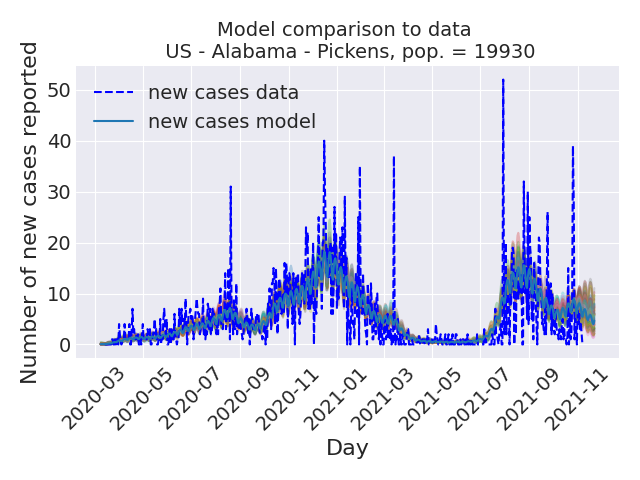 Model comparison to data
US - Alabama - Pickens, pop. = 19930
Number of new cases reported
50
40
30
20
10
0
new cases data
new cases model
2020-03
2020-05
2020-07
2020-09
2020-11
2021-01
2021-03
2021-05
2021-07
2021-09
2021-11
Day